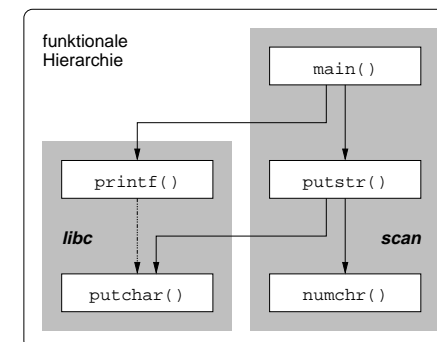 funktionale
Hierarchie
main()
printf()
putstr()
libc
scan
putchar()
numchr()